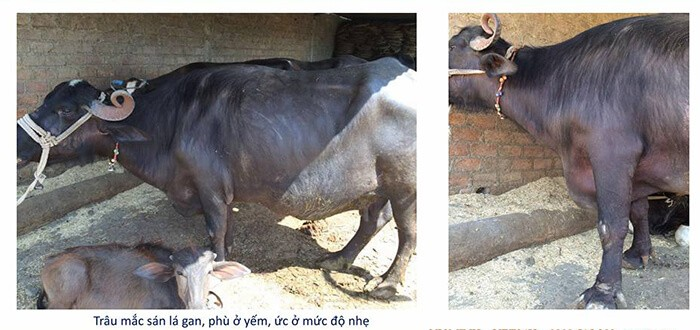 Trâu mắc sán lá gan, phù ở yếm, ức ở mức độ nhẹ